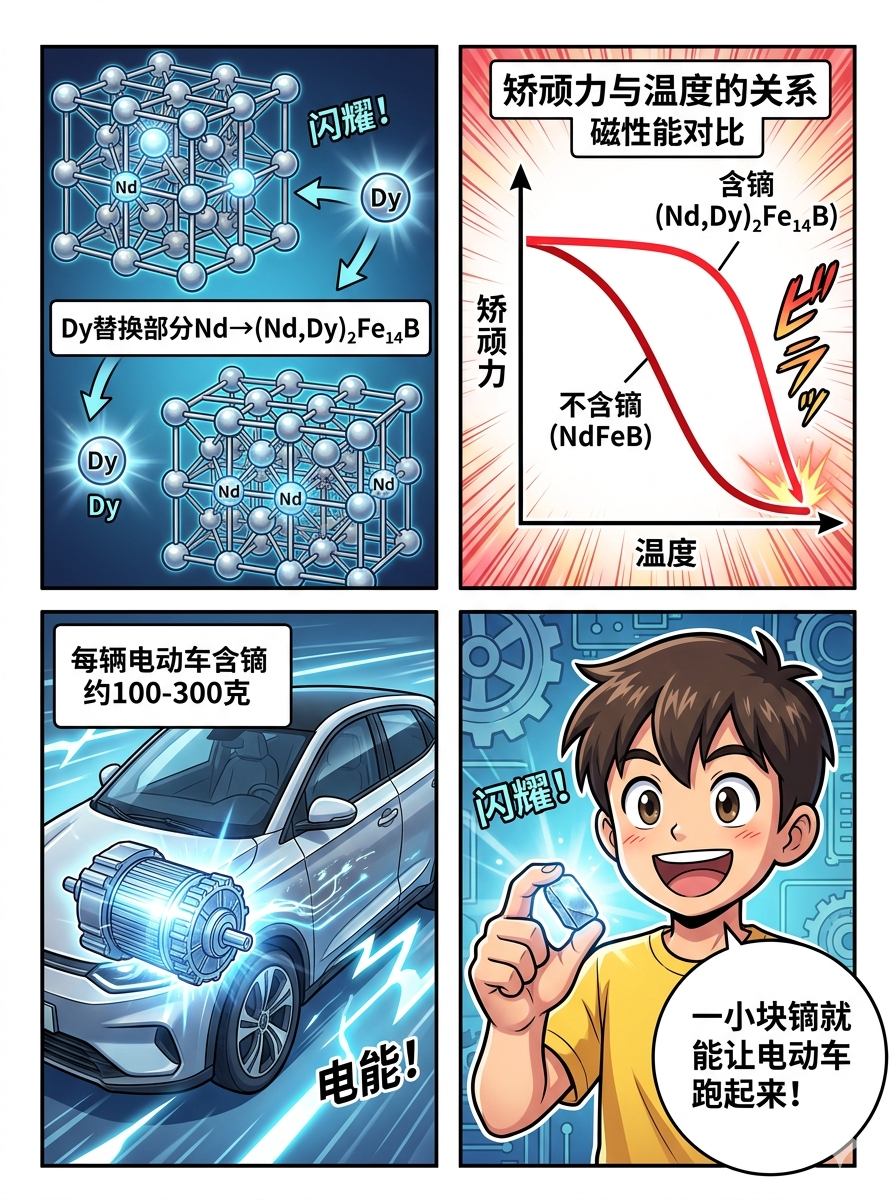 Nd
闪耀!
Dy
Dy替换部分Nd→(Nd,Dy)₂Fe₁₄B
Dy
Dy
Nd
Nd
Nd
矫顽力与温度的关系
磁性能对比
含镝
(Nd,Dy)₂Fe₁₄B)
矫顽力
不含镝
(NdFeB)
温度
ビラッ
每辆电动车含镝
约100-300克
电能!
闪耀!
一小块镝就
能让电动车
跑起来!